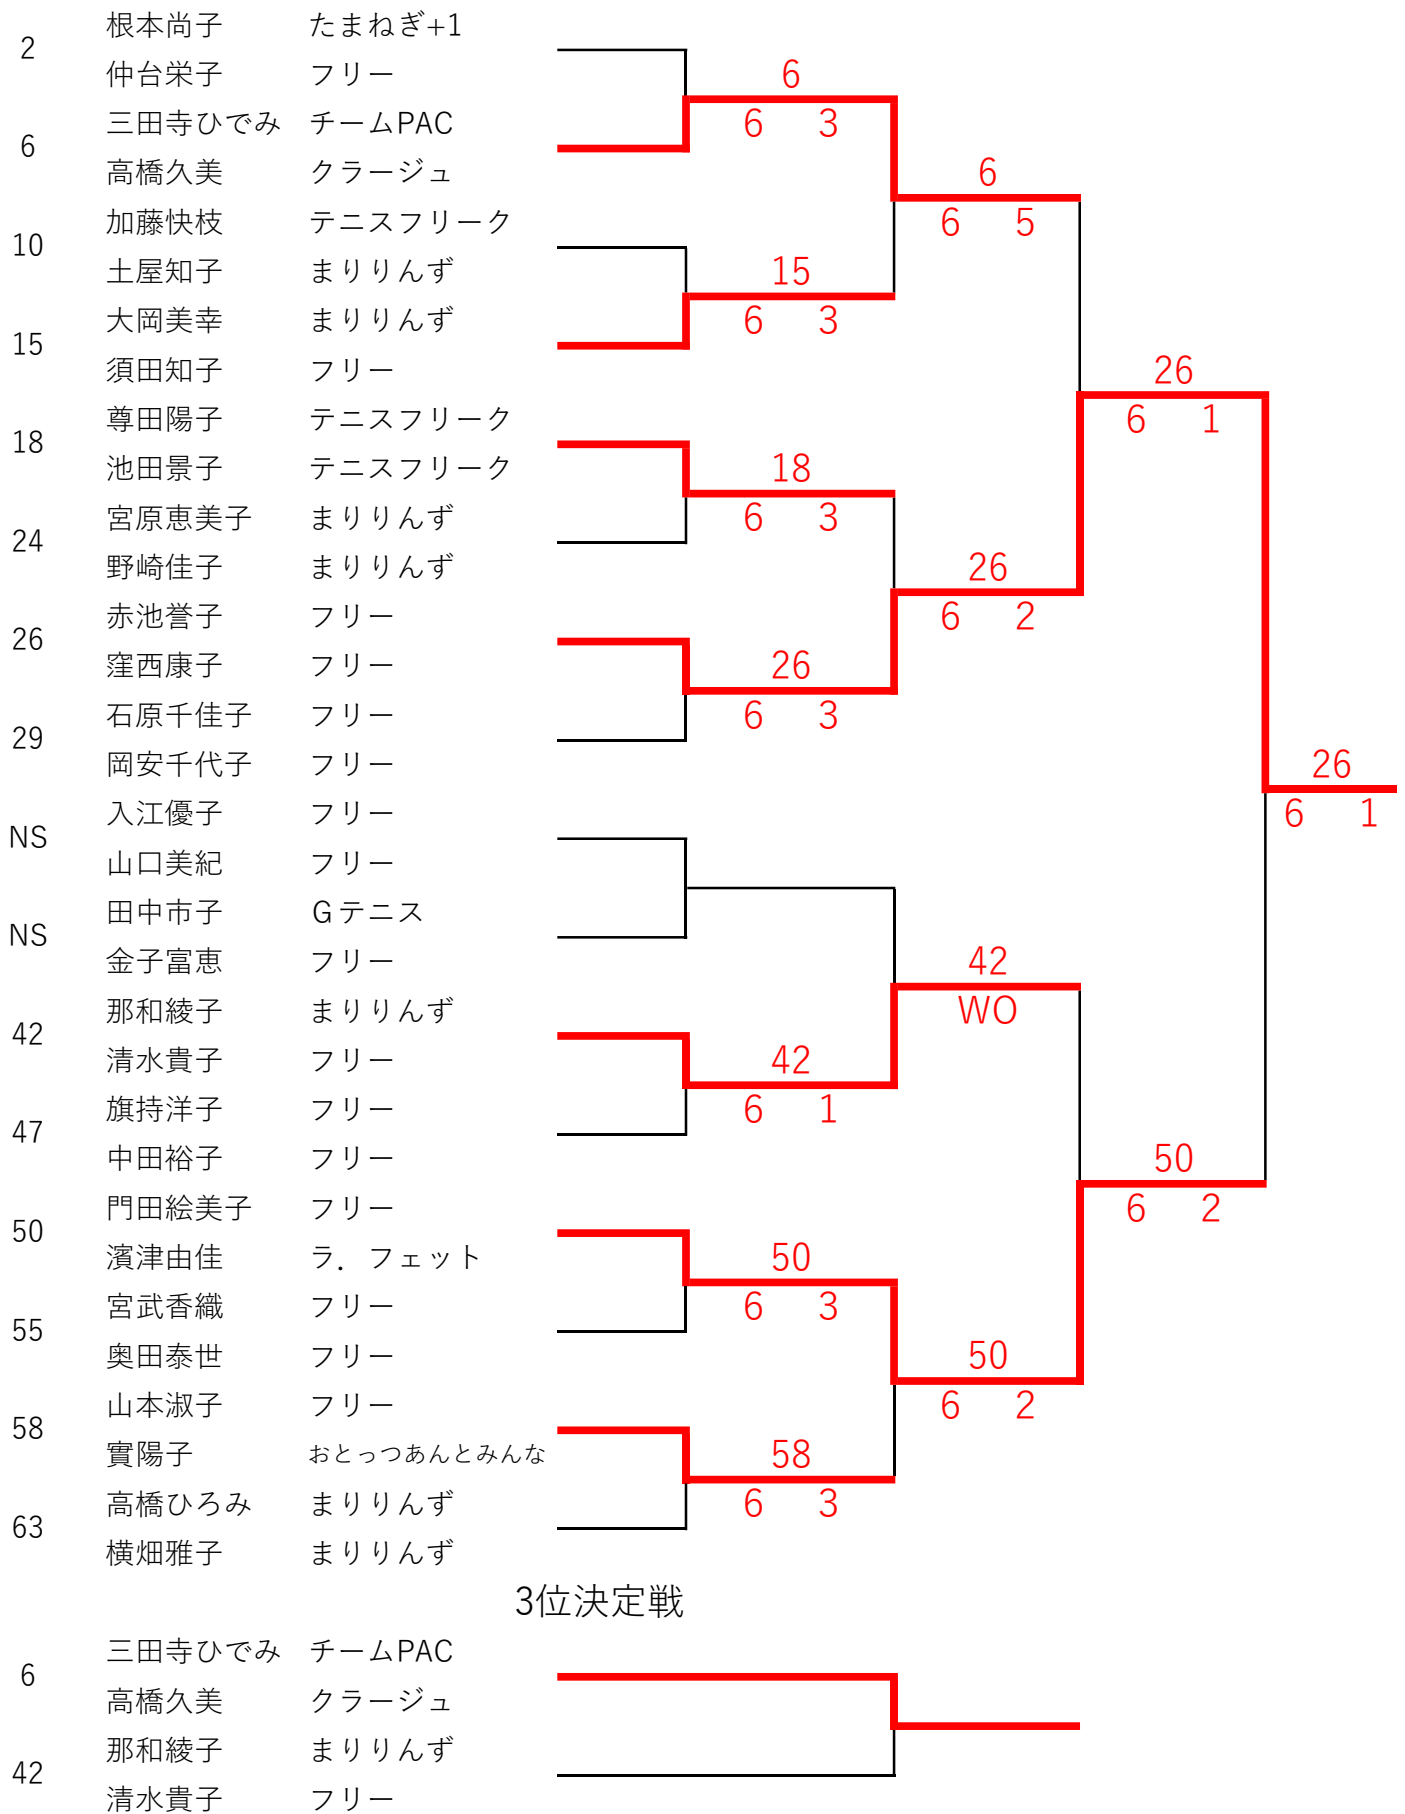 根本尚子 たまねぎ+1
2
仲台栄子 フリー
6
三田寺ひでみ チームPAC
6 3
6
高橋久美 クラージュ
6
加藤快枝 テニスフリーク
6 5
10
土屋知子 まりりんず
15
大岡美幸 まりりんず
6 3
15
須田知子 フリー
26
尊田陽子 テニスフリーク
6 1
18
池田景子 テニスフリーク
18
宮原恵美子 まりりんず
6 3
24
野崎佳子 まりりんず
26
赤池誉子 フリー
6 2
26
窪西康子 フリー
26
石原千佳子 フリー
6 3
29
岡安千代子 フリー
26
入江優子 フリー
6 1
NS
山口美紀 フリー
田中市子 Gテニス
NS
金子富恵 フリー
42
那和綾子 まりりんず
WO
42
清水貴子 フリー
42
旗持洋子 フリー
6 1
47
中田裕子 フリー
50
門田絵美子 フリー
6 2
50
濱津由佳 ラ．フェット
50
宮武香織 フリー
6 3
55
奥田泰世 フリー
50
山本淑子 フリー
6 2
58
實陽子 おとっつあんとみんな
58
高橋ひろみ まりりんず
6 3
63
横畑雅子 まりりんず
3位決定戦
三田寺ひでみ チームPAC
6
高橋久美 クラージュ
那和綾子 まりりんず
42
清水貴子 フリー